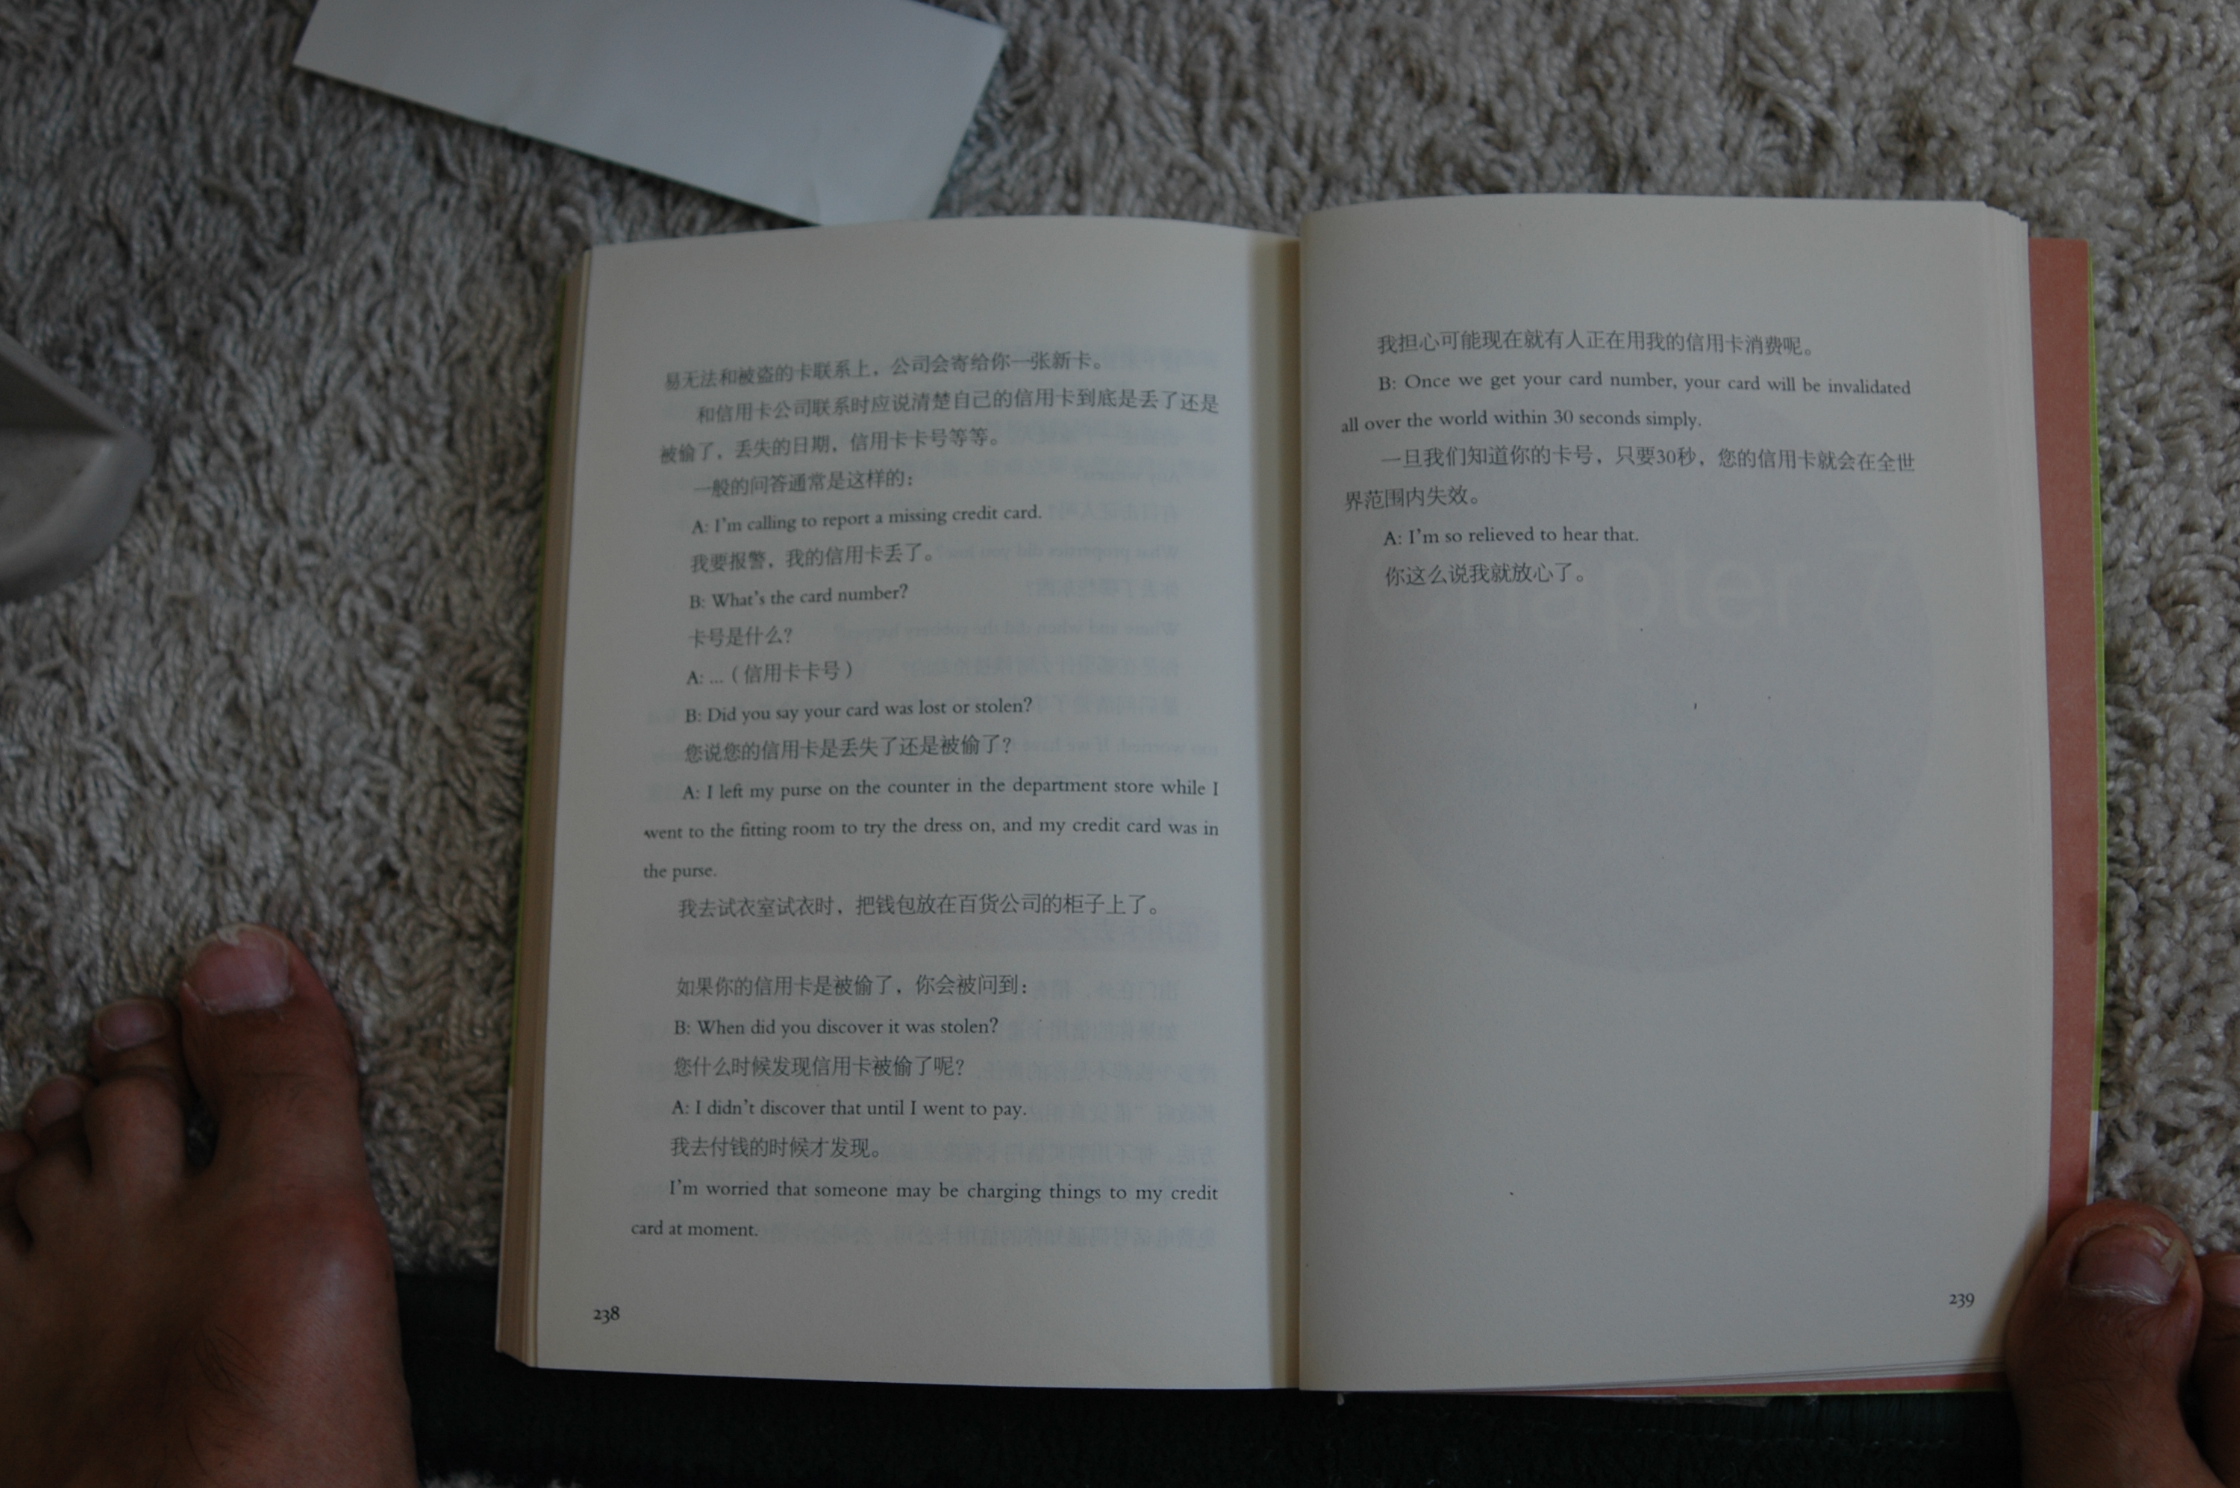 易无法和被盗的卡联系上，公司会寄给你一张新卡。
和信用卡公司联系时应说清楚自己的信用卡到底是丢了还是
被偷了，丢失的日期，信用卡卡号等等。
一般的问答通常是这样的：
A: I'm calling to report a missing credit card.
我要报警，我的信用卡丢了。
B: What's the card number?
卡号是什么？
A: ...（信用卡卡号）
B: Did you say your card was lost or stolen?
您说您的信用卡是丢失了还是被偷了？
A: I left my purse on the counter in the department store while I
went to the fitting room to try the dress on, and my credit card was in
the purse.
我去试衣室试衣时，把钱包放在百货公司的柜子上了。
如果你的信用卡是被偷了，你会被问到：
B: When did you discover it was stolen?
您什么时候发现信用卡被偷了呢？
A: I didn't discover that until I went to pay.
我去付钱的时候才发现。
I'm worried that someone may be charging things to my credit
card at moment.
238
我担心可能现在就有人正在用我的信用卡消费呢。
B: Once we get your card number, your card will be invalidated
all over the world within 30 seconds simply.
一旦我们知道你的卡号，只要30秒，您的信用卡就会在全世
界范围内失效。
A: I'm so relieved to hear that.
你这么说我就放心了。
239